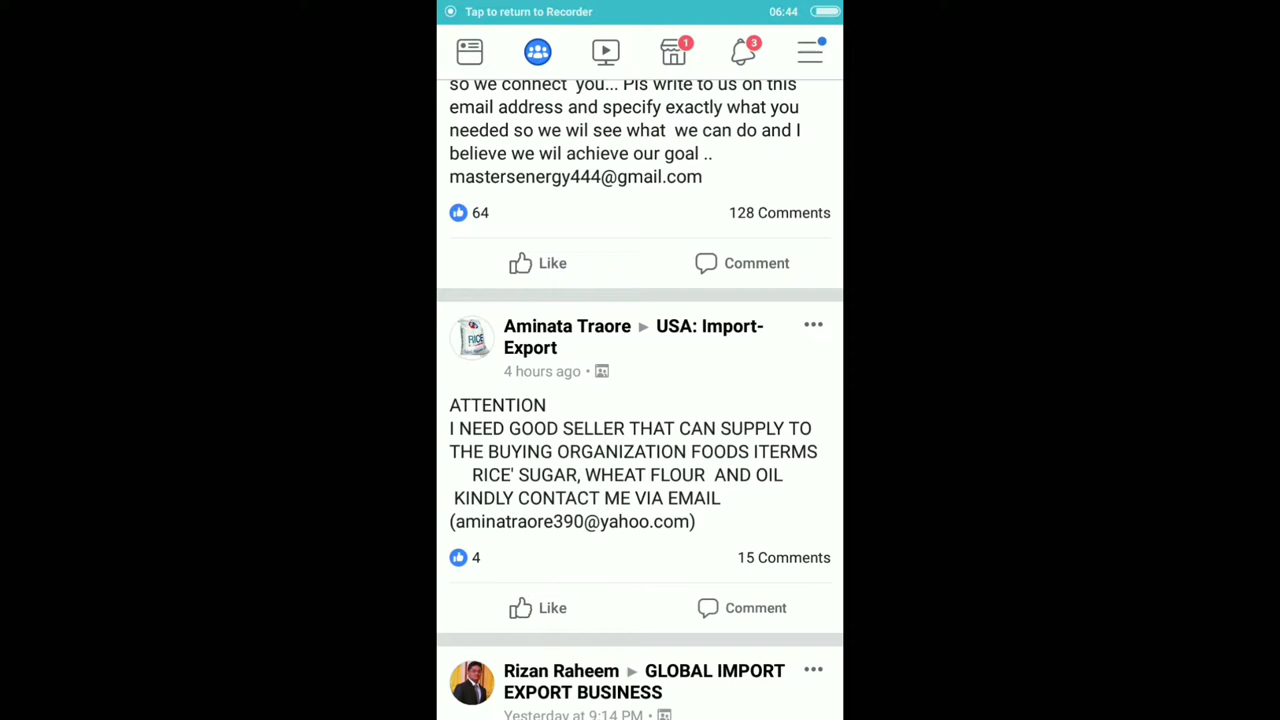 Tap to return to Recorder
06:44
1
3
so we connect  you... Pls write to us on this
email address and specify exactly what you
needed so we wil see what  we can do and I
believe we wil achieve our goal ..
mastersenergy444@gmail.com
64
128 Comments
Like
Comment
Aminata Traore ▸ USA: Import-
Export
4 hours ago •
ATTENTION
I NEED GOOD SELLER THAT CAN SUPPLY TO
THE BUYING ORGANIZATION FOODS ITERMS
RICE' SUGAR, WHEAT FLOUR  AND OIL
KINDLY CONTACT ME VIA EMAIL
(aminatraore390@yahoo.com)
RICE
4
15 Comments
Like
Comment
Rizan Raheem ▸ GLOBAL IMPORT
EXPORT BUSINESS
Yesterday at 9:14 PM •